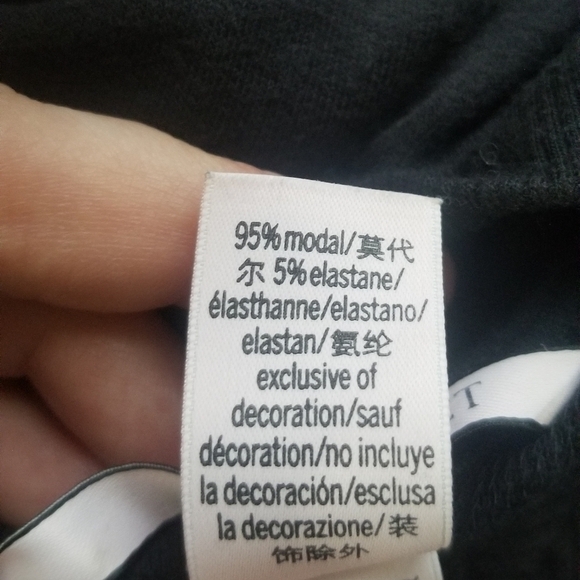 95% modal/莫代
尔 5% elastane/
élasthanne/elastano/
elastan/氨纶
exclusive of
decoration/sauf
décoration/no incluye
la decoración/esclusa
la decorazione/装
饰除外